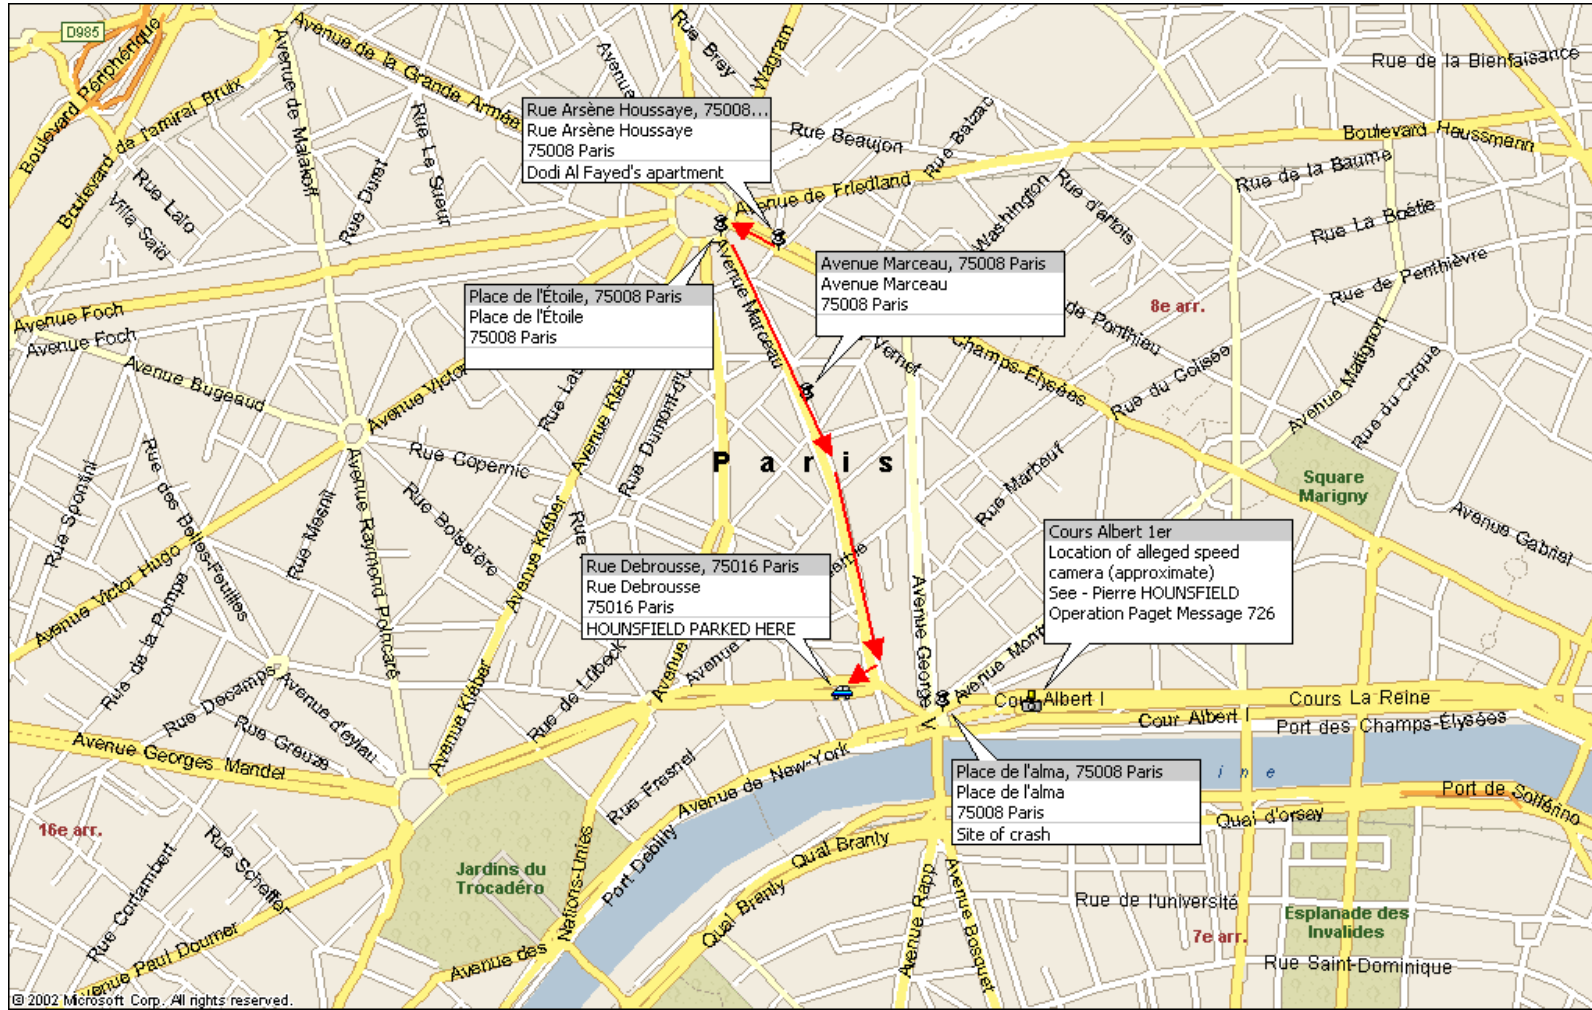 D985
Boulevard Périphérique
Boulevard de l'amiral Bruix
Avenue de Malakoff
Avenue de la Grande Armée
Avenue
Rue Brey
Wagram
Rue de la Bienfaisance
Rue Le Sueur
Rue Duret
Rue Lalo
Villa Saïd
Rue Arsène Houssaye, 75008...
Rue Arsène Houssaye
75008 Paris
Dodi Al Fayed's apartment
Rue Beaujon
Rue Balzac
Boulevard Haussmann
Rue de la Baume
Avenue de Friedland
Washington
Rue d'artois
Rue La Boétie
Rue de Penthièvre
Avenue Marceau
Avenue Marceau, 75008 Paris
Avenue Marceau
75008 Paris
8e arr.
Place de l'Étoile, 75008 Paris
Place de l'Étoile
75008 Paris
Avenue Foch
Avenue Foch
Avenue Bugeaud
Avenue Victor
Rue Lau
Avenue Kléber
Rue Dumont-d'u
Vernet
de Ponthieu
Champs-Élysées
Rue du Colisée
Avenue Matignon
Rue du Cirque
Paris
Rue Copernic
Rue Boissière
Rue Spontini
Rue des Belles-Feuilles
Rue Mesnil
Avenue Raymond Poincaré
Avenue Kléber
Rue
Rue Marbeuf
Square
Marigny
Avenue Gabriel
Avenue Victor Hugo
Rue de la Pompe
Rue Debrousse, 75016 Paris
Rue Debrousse
75016 Paris
HOUNSFIELD PARKED HERE
erbie
Avenue George V
Cours Albert 1er
Location of alleged speed
camera (approximate)
See - Pierre HOUNSFIELD
Operation Paget Message 726
Avenue Mont
Rue Decamps
Avenue d'eylau
Rue Greuze
Avenue Kléber
Rue de Lübeck
Avenue
Avenue
Cour Albert I
Cours La Reine
Cour Albert I
Port des Champs-Élysées
Avenue Georges Mandel
Rue Fresnel
Avenue de New-York
Place de l'alma, 75008 Paris
Place de l'alma
75008 Paris
Site of crash
i n e
Port de Solférino
Quai d'orsay
16e arr.
Rue Scheffer
Rue Cortambert
Jardins du
Trocadéro
Nations-Unies
Port Debilly
Quai Branly
Quai Branly
Avenue Rapp
Avenue Bosquet
Rue de l'université
Esplanade des
Invalides
7e arr.
Rue Saint-Dominique
Avenue Paul Doumer
Avenue des
© 2002 Microsoft Corp. All rights reserved.